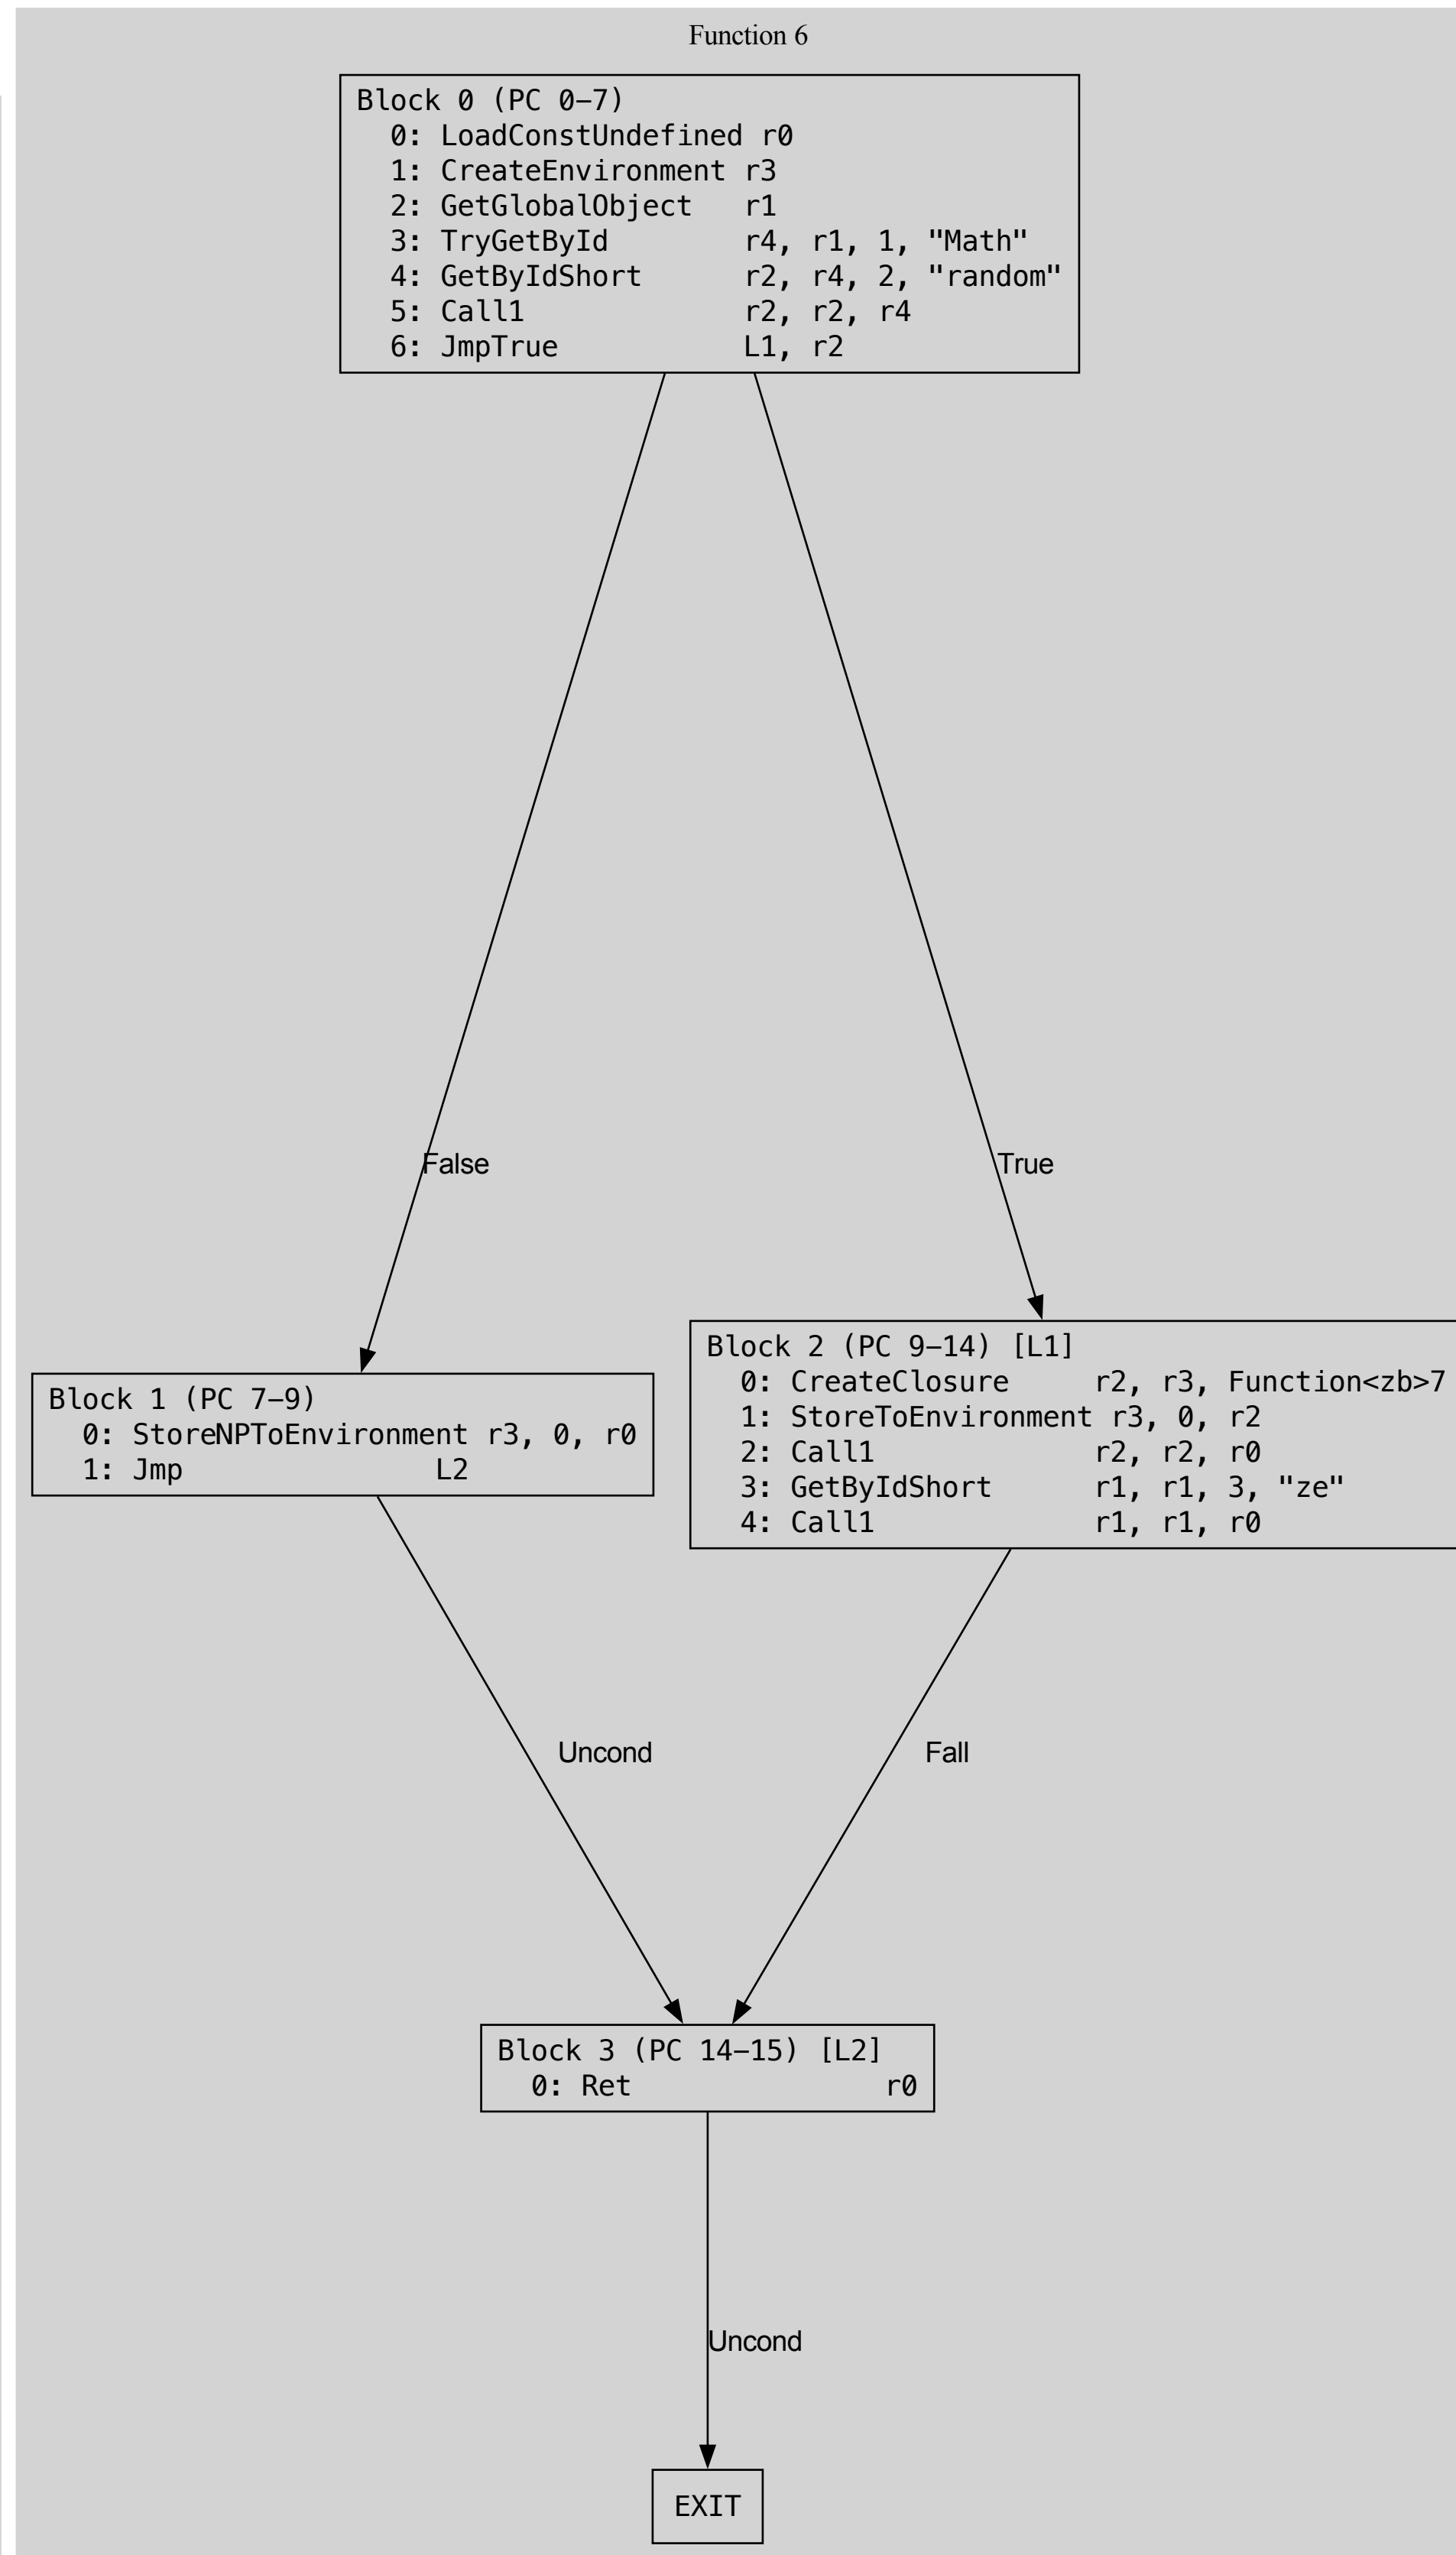 Function 6
Block 0 (PC 0–7)
0: LoadConstUndefined r0
1: CreateEnvironment r3
2: GetGlobalObject r1
3: TryGetById r4, r1, 1, "Math"
4: GetByIdShort r2, r4, 2, "random"
5: Call1 r2, r2, r4
6: JmpTrue L1, r2
False
True
Block 2 (PC 9–14) [L1]
0: CreateClosure r2, r3, Function<zb>7
1: StoreToEnvironment r3, 0, r2
2: Call1 r2, r2, r0
3: GetByIdShort r1, r1, 3, "ze"
4: Call1 r1, r1, r0
Block 1 (PC 7–9)
0: StoreNPToEnvironment r3, 0, r0
1: Jmp L2
Uncond
Fall
Block 3 (PC 14–15) [L2]
0: Ret r0
Uncond
EXIT